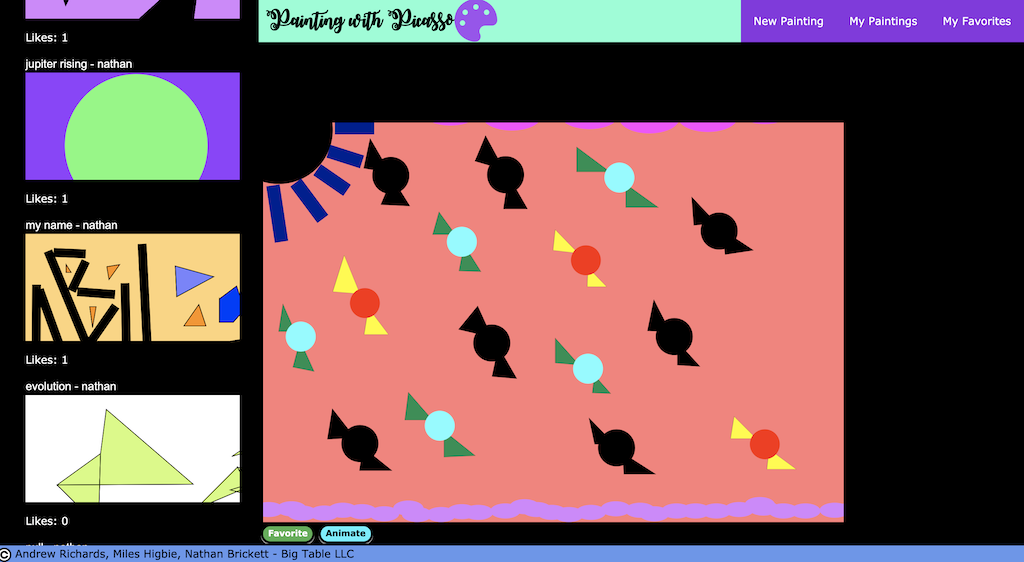 Painting with Picasso
New Painting
My Paintings
My Favorites
Likes: 1
jupiter rising - nathan
Likes: 1
my name - nathan
Likes: 1
evolution - nathan
Likes: 0
Favorite
Animate
© Andrew Richards, Miles Higbie, Nathan Brickett - Big Table LLC